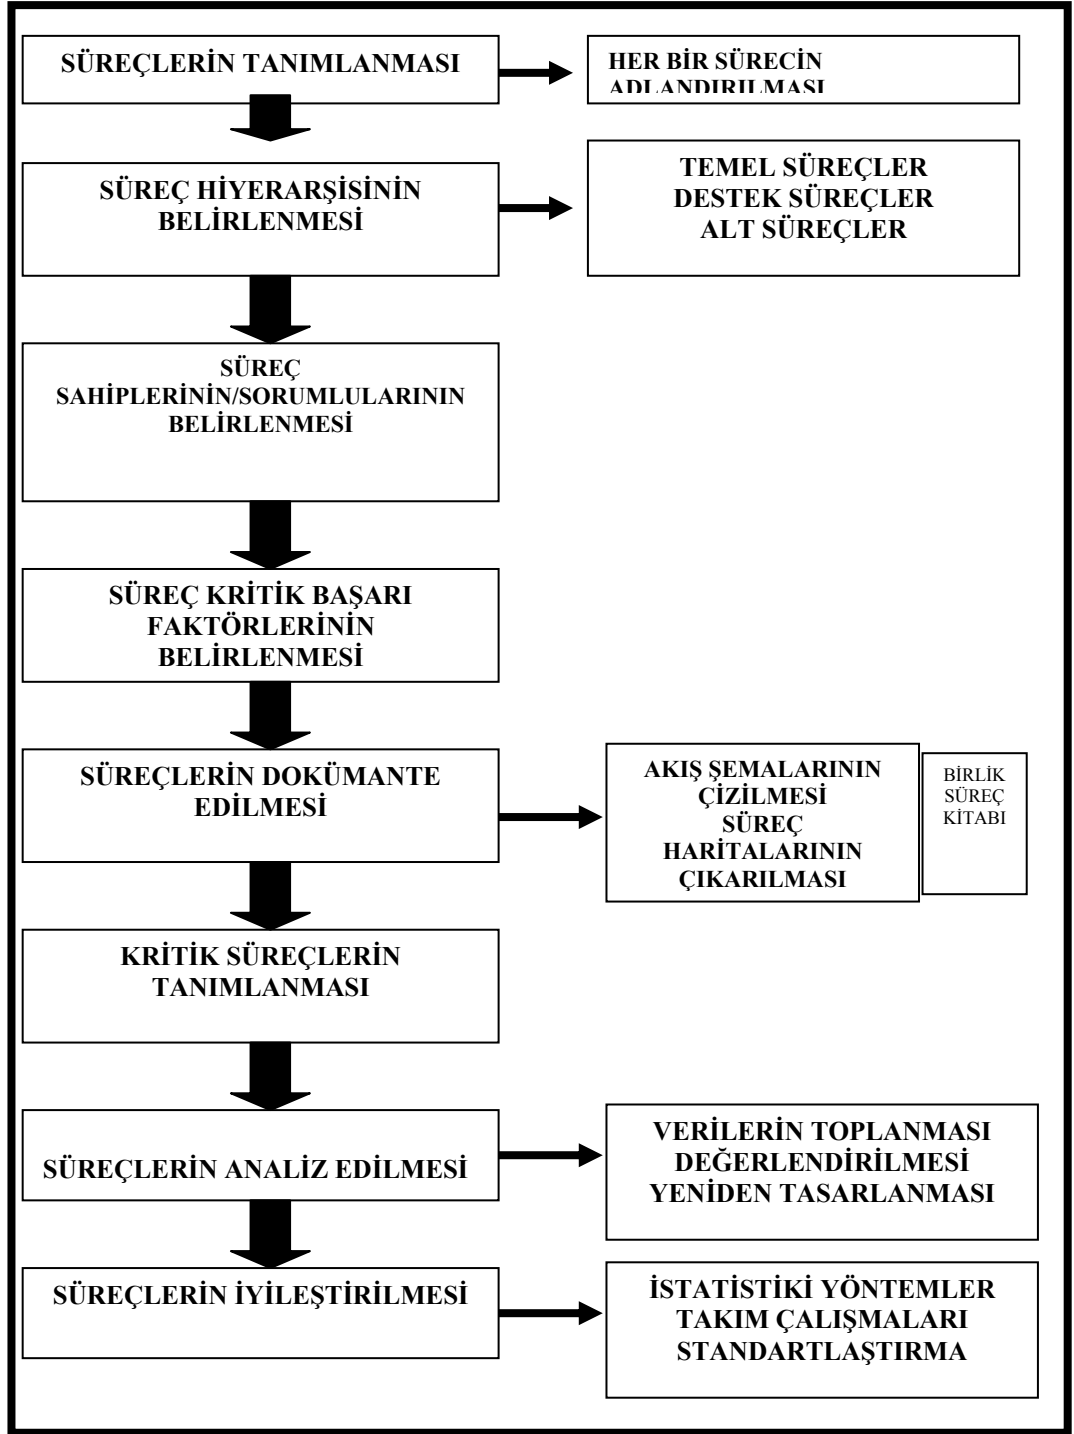 SÜREÇLERİN TANIMLANMASI
HER BİR SÜRECİN
ADLANDIRILMASI
SÜREÇ HİYERARŞİSİNİN
BELİRLENMESİ
TEMEL SÜREÇLER
DESTEK SÜREÇLER
ALT SÜREÇLER
SÜREÇ
SAHİPLERİNİN/SORUMLULARININ
BELİRLENMESİ
SÜREÇ KRİTİK BAŞARI
FAKTÖRLERİNİN
BELİRLENMESİ
SÜREÇLERİN DOKÜMANTE
EDİLMESİ
AKIŞ ŞEMALARININ
ÇİZİLMESİ
SÜREÇ
HARİTALARININ
ÇIKARILMASI
BİRLİK
SÜREÇ
KİTABI
KRİTİK SÜREÇLERİN
TANIMLANMASI
SÜREÇLERİN ANALİZ EDİLMESİ
VERİLERİN TOPLANMASI
DEĞERLENDİRİLMESİ
YENİDEN TASARLANMASI
SÜREÇLERİN İYİLEŞTİRİLMESİ
İSTATİSTİKİ YÖNTEMLER
TAKIM ÇALIŞMALARI
STANDARTLAŞTIRMA